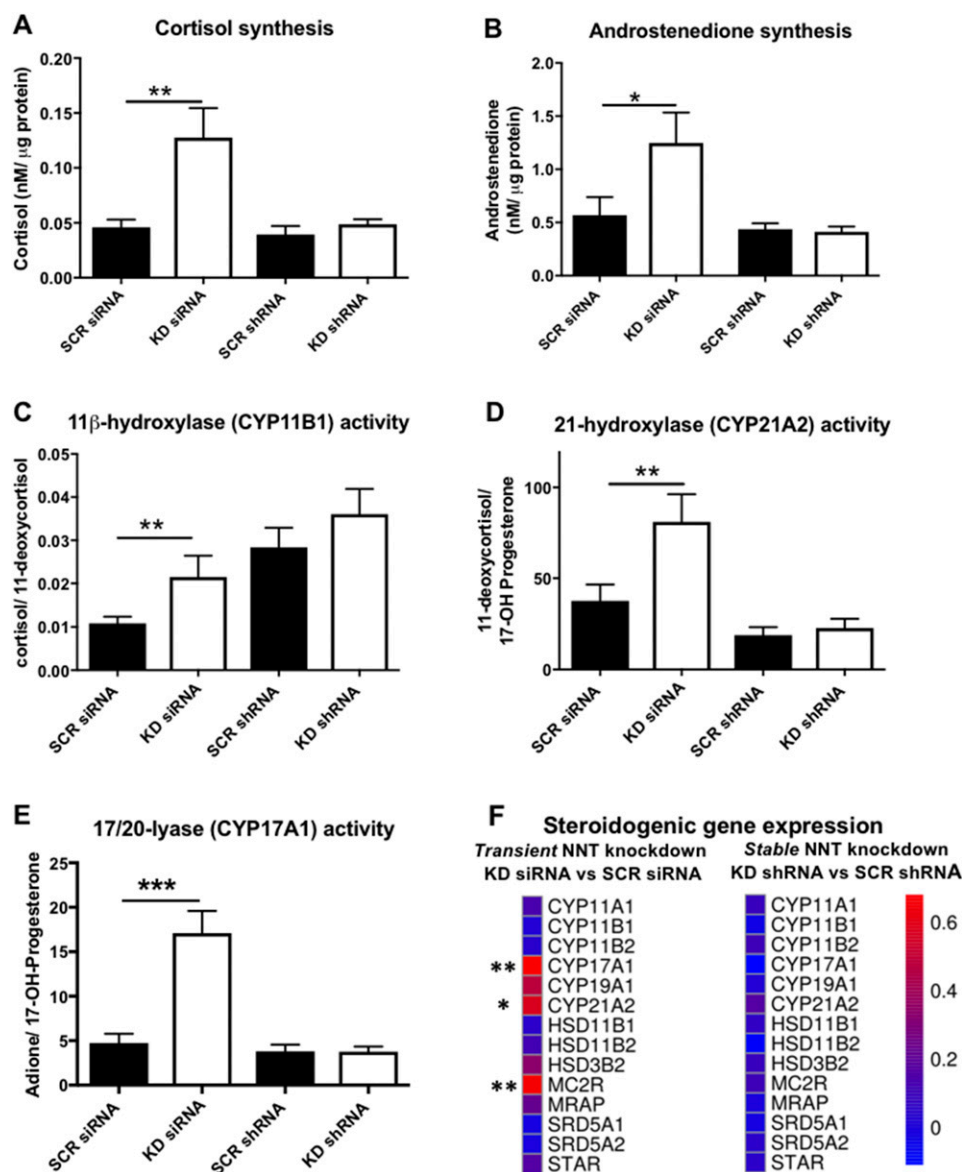 A
Cortisol synthesis
Cortisol (nM/ μg protein)
0.20
0.15
0.10
0.05
0.00
**
SCR siRNA
KD siRNA
SCR shRNA
KD shRNA
B
Androstenedione synthesis
Androstenedione
(nM/ μg protein)
2.0
1.5
1.0
0.5
0.0
*
SCR siRNA
KD siRNA
SCR shRNA
KD shRNA
C
11β-hydroxylase (CYP11B1) activity
cortisol/ 11-deoxycortisol
0.05
0.04
0.03
0.02
0.01
0.00
**
SCR siRNA
KD siRNA
SCR shRNA
KD shRNA
D
21-hydroxylase (CYP21A2) activity
11-deoxycortisol/
17-OH Progesterone
100
50
0
**
SCR siRNA
KD siRNA
SCR shRNA
KD shRNA
E
17/20-lyase (CYP17A1) activity
Adione/ 17-OH-Progesterone
25
20
15
10
5
0
***
SCR siRNA
KD siRNA
SCR shRNA
KD shRNA
F
Steroidogenic gene expression
Transient NNT knockdown
KD siRNA vs SCR siRNA
CYP11A1
CYP11B1
CYP11B2
** CYP17A1
CYP19A1
* CYP21A2
HSD11B1
HSD11B2
HSD3B2
** MC2R
MRAP
SRD5A1
SRD5A2
STAR
Stable NNT knockdown
KD shRNA vs SCR shRNA
CYP11A1
CYP11B1
CYP11B2
CYP17A1
CYP19A1
CYP21A2
HSD11B1
HSD11B2
HSD3B2
MC2R
MRAP
SRD5A1
SRD5A2
STAR
0.6
0.4
0.2
0